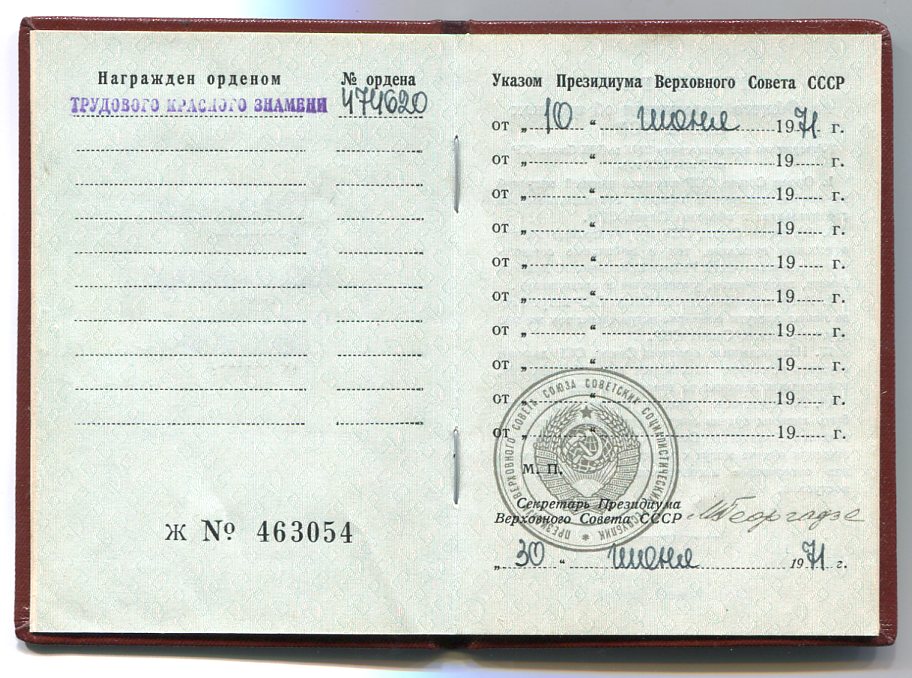 Награжден орденом
№ ордена
ТРУДОВОГО КРАСНОГО ЗНАМЕНИ
474620
Ж № 463054
Указом Президиума Верховного Совета СССР
от „ 10 “ июня 1971 г.
от „ “ 19 г.
от „ “ 19 г.
от „ “ 19 г.
от „ “ 19 г.
от „ “ 19 г.
от „ “ 19 г.
от „ “ 19 г.
от „ “ 19 г.
от „ “ 19 г.
ПРЕЗИДИУМ ВЕРХОВНОГО СОВЕТА СОЮЗА СОВЕТСКИХ СОЦИАЛИСТИЧЕСКИХ РЕСПУБЛИК
М. П.
Секретарь Президиума
Верховного Совета СССР
МГеоргадзе
„ 30 “ июня 1971 г.